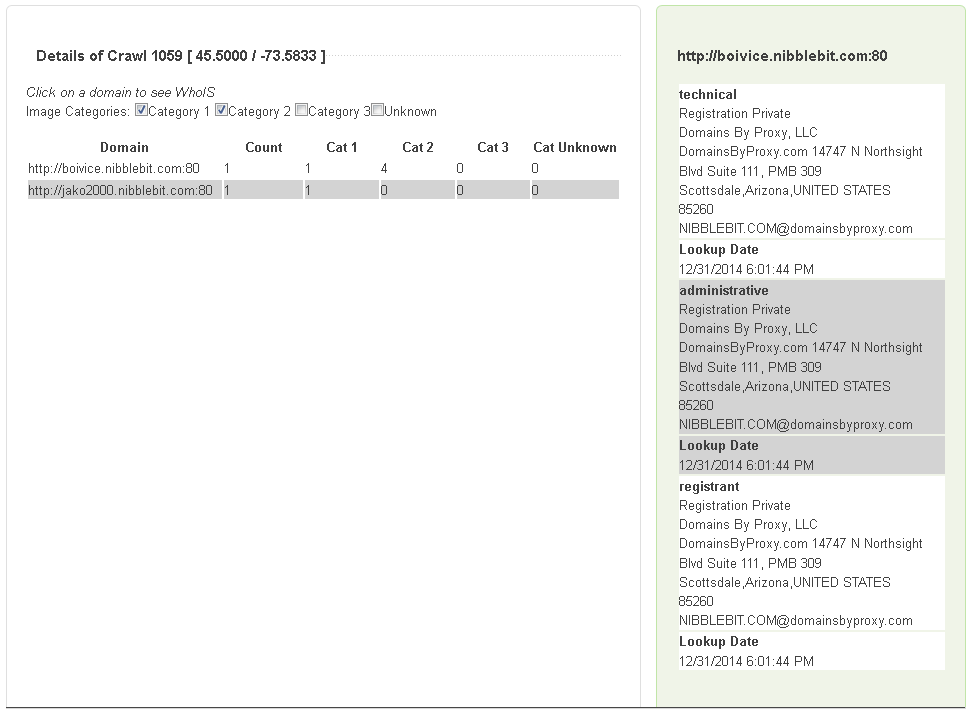 Details of Crawl 1059 [ 45.5000 / -73.5833 ]
Click on a domain to see WhoIS
Image Categories: Category 1 Category 2 Category 3 Unknown
Domain Count Cat 1 Cat 2 Cat 3 Cat Unknown
http://boivice.nibblebit.com:80 1 1 4 0 0
http://jako2000.nibblebit.com:80 1 1 0 0 0
http://boivice.nibblebit.com:80
technical
Registration Private
Domains By Proxy, LLC
DomainsByProxy.com 14747 N Northsight
Blvd Suite 111, PMB 309
Scottsdale,Arizona,UNITED STATES
85260
NIBBLEBIT.COM@domainsbyproxy.com
Lookup Date
12/31/2014 6:01:44 PM
administrative
Registration Private
Domains By Proxy, LLC
DomainsByProxy.com 14747 N Northsight
Blvd Suite 111, PMB 309
Scottsdale,Arizona,UNITED STATES
85260
NIBBLEBIT.COM@domainsbyproxy.com
Lookup Date
12/31/2014 6:01:44 PM
registrant
Registration Private
Domains By Proxy, LLC
DomainsByProxy.com 14747 N Northsight
Blvd Suite 111, PMB 309
Scottsdale,Arizona,UNITED STATES
85260
NIBBLEBIT.COM@domainsbyproxy.com
Lookup Date
12/31/2014 6:01:44 PM